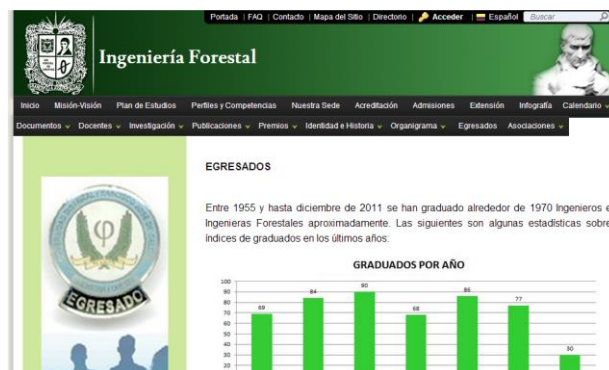 Portada | FAQ | Contacto | Mapa del Sitio | Directorio | Acceder | Español Buscar
Ingeniería Forestal
Inicio Misión-Visión Plan de Estudios Perfiles y Competencias Nuestra Sede Acreditación Admisiones Extensión Infografía Calendario
Documentos Docentes Investigación Publicaciones Premios Identidad e Historia Organigrama Egresados Asociaciones
EGRESADOS
Entre 1955 y hasta diciembre de 2011 se han graduado alrededor de 1970 Ingenieros e
Ingenieras Forestales aproximadamente. Las siguientes son algunas estadísticas sobre
índices de graduados en los últimos años:
EGRESADO
GRADUADOS POR AÑO
100
90
80
70
60
50
40
30
20
69 84 90 68 86 77 30